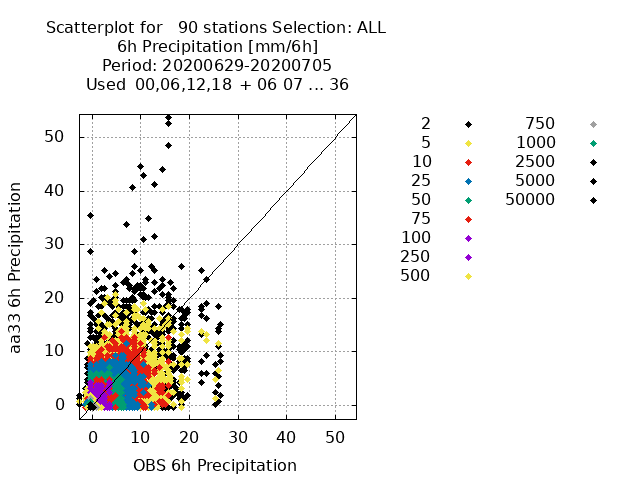 Scatterplot for 90 stations Selection: ALL
6h Precipitation [mm/6h]
Period: 20200629-20200705
Used 00,06,12,18 + 06 07 ... 36
aa33 6h Precipitation
50
40
30
20
10
0
0 10 20 30 40 50
OBS 6h Precipitation
2 750
5 1000
10 2500
25 5000
50 50000
75
100
250
500